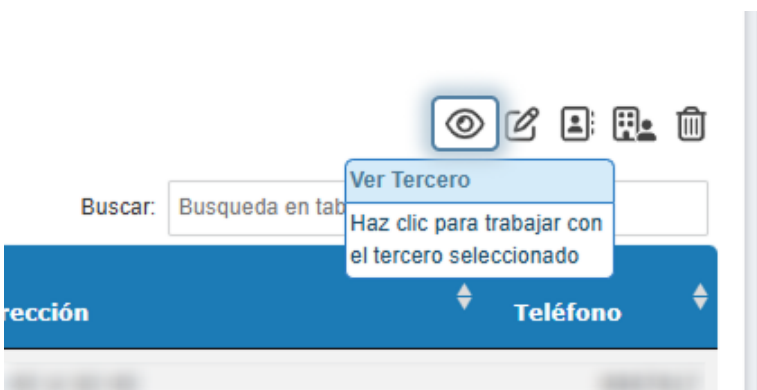 Ver Tercero
Buscar:
Busqueda en tab
Haz clic para trabajar con
el tercero seleccionado
rección
Teléfono